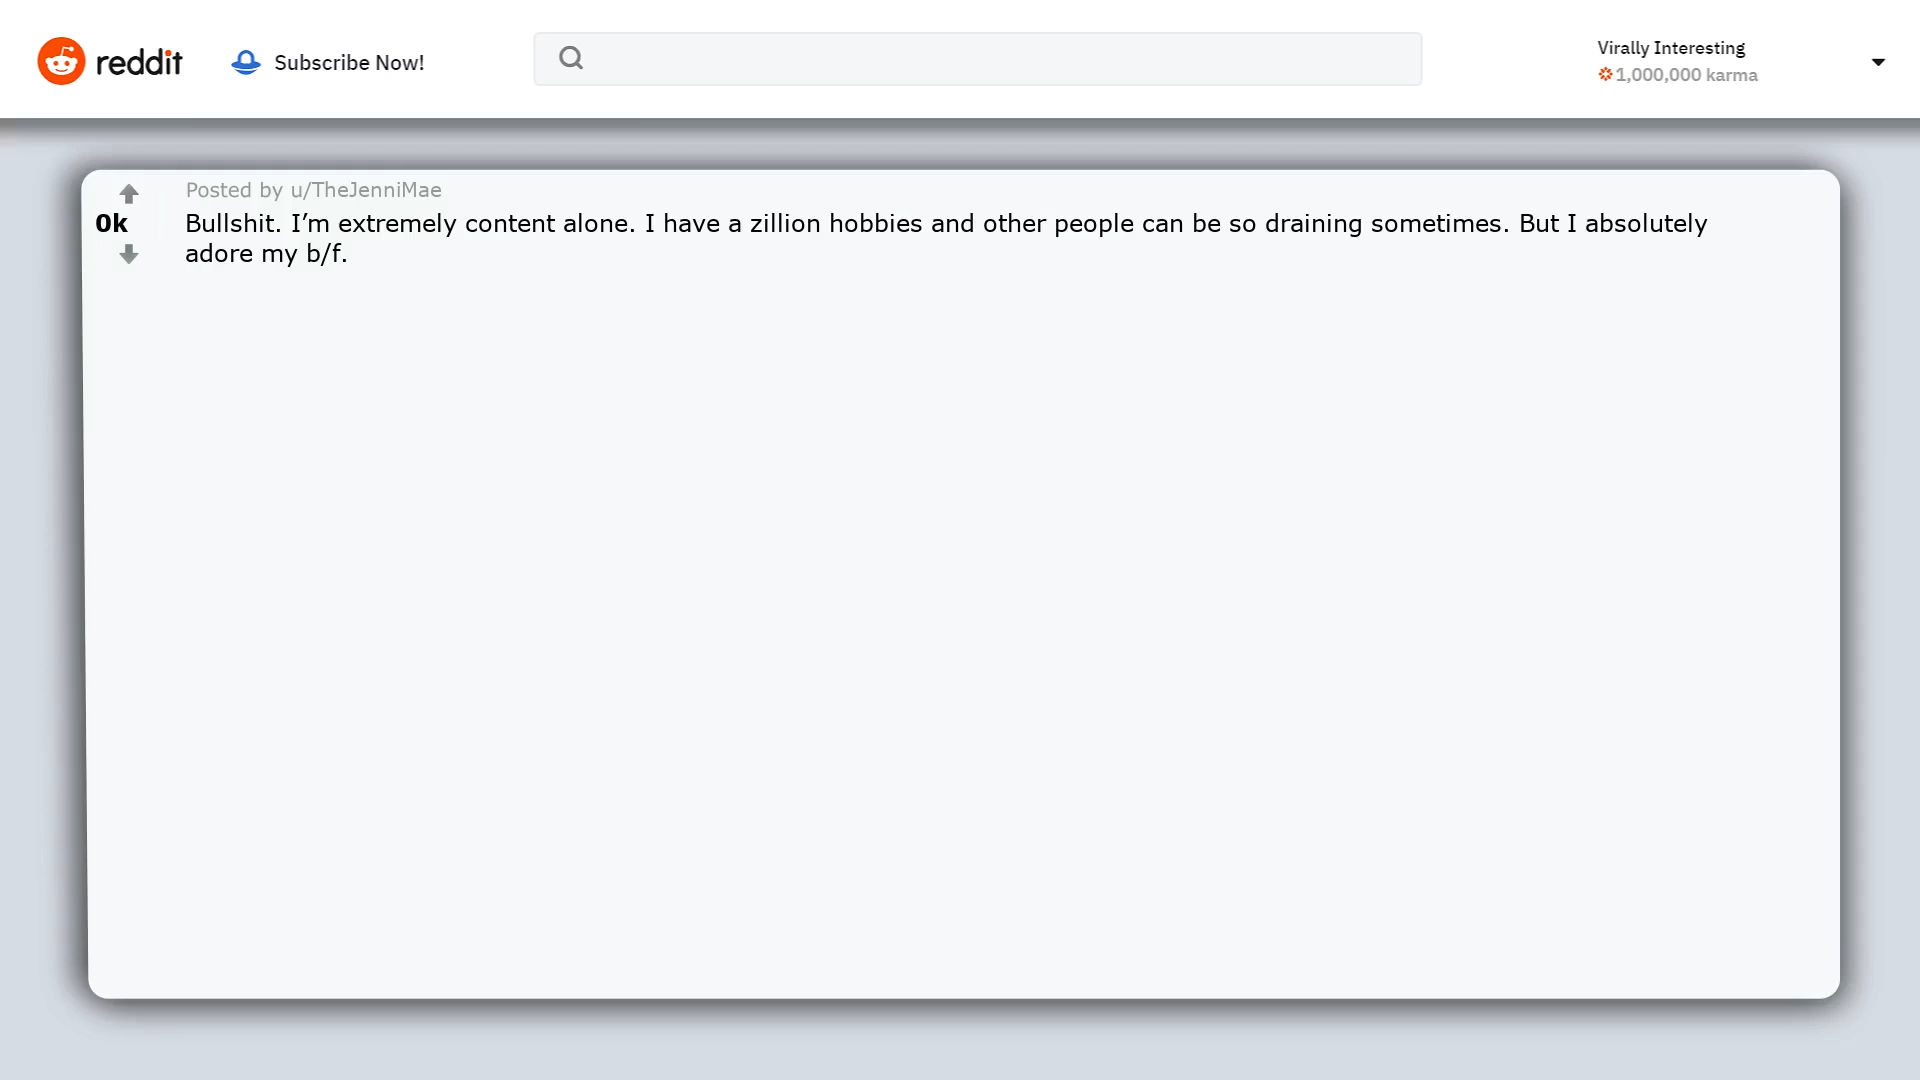 reddit
Subscribe Now!
Virally Interesting
1,000,000 karma
Posted by u/TheJenniMae
0k
Bullshit. I’m extremely content alone. I have a zillion hobbies and other people can be so draining sometimes. But I absolutely
adore my b/f.